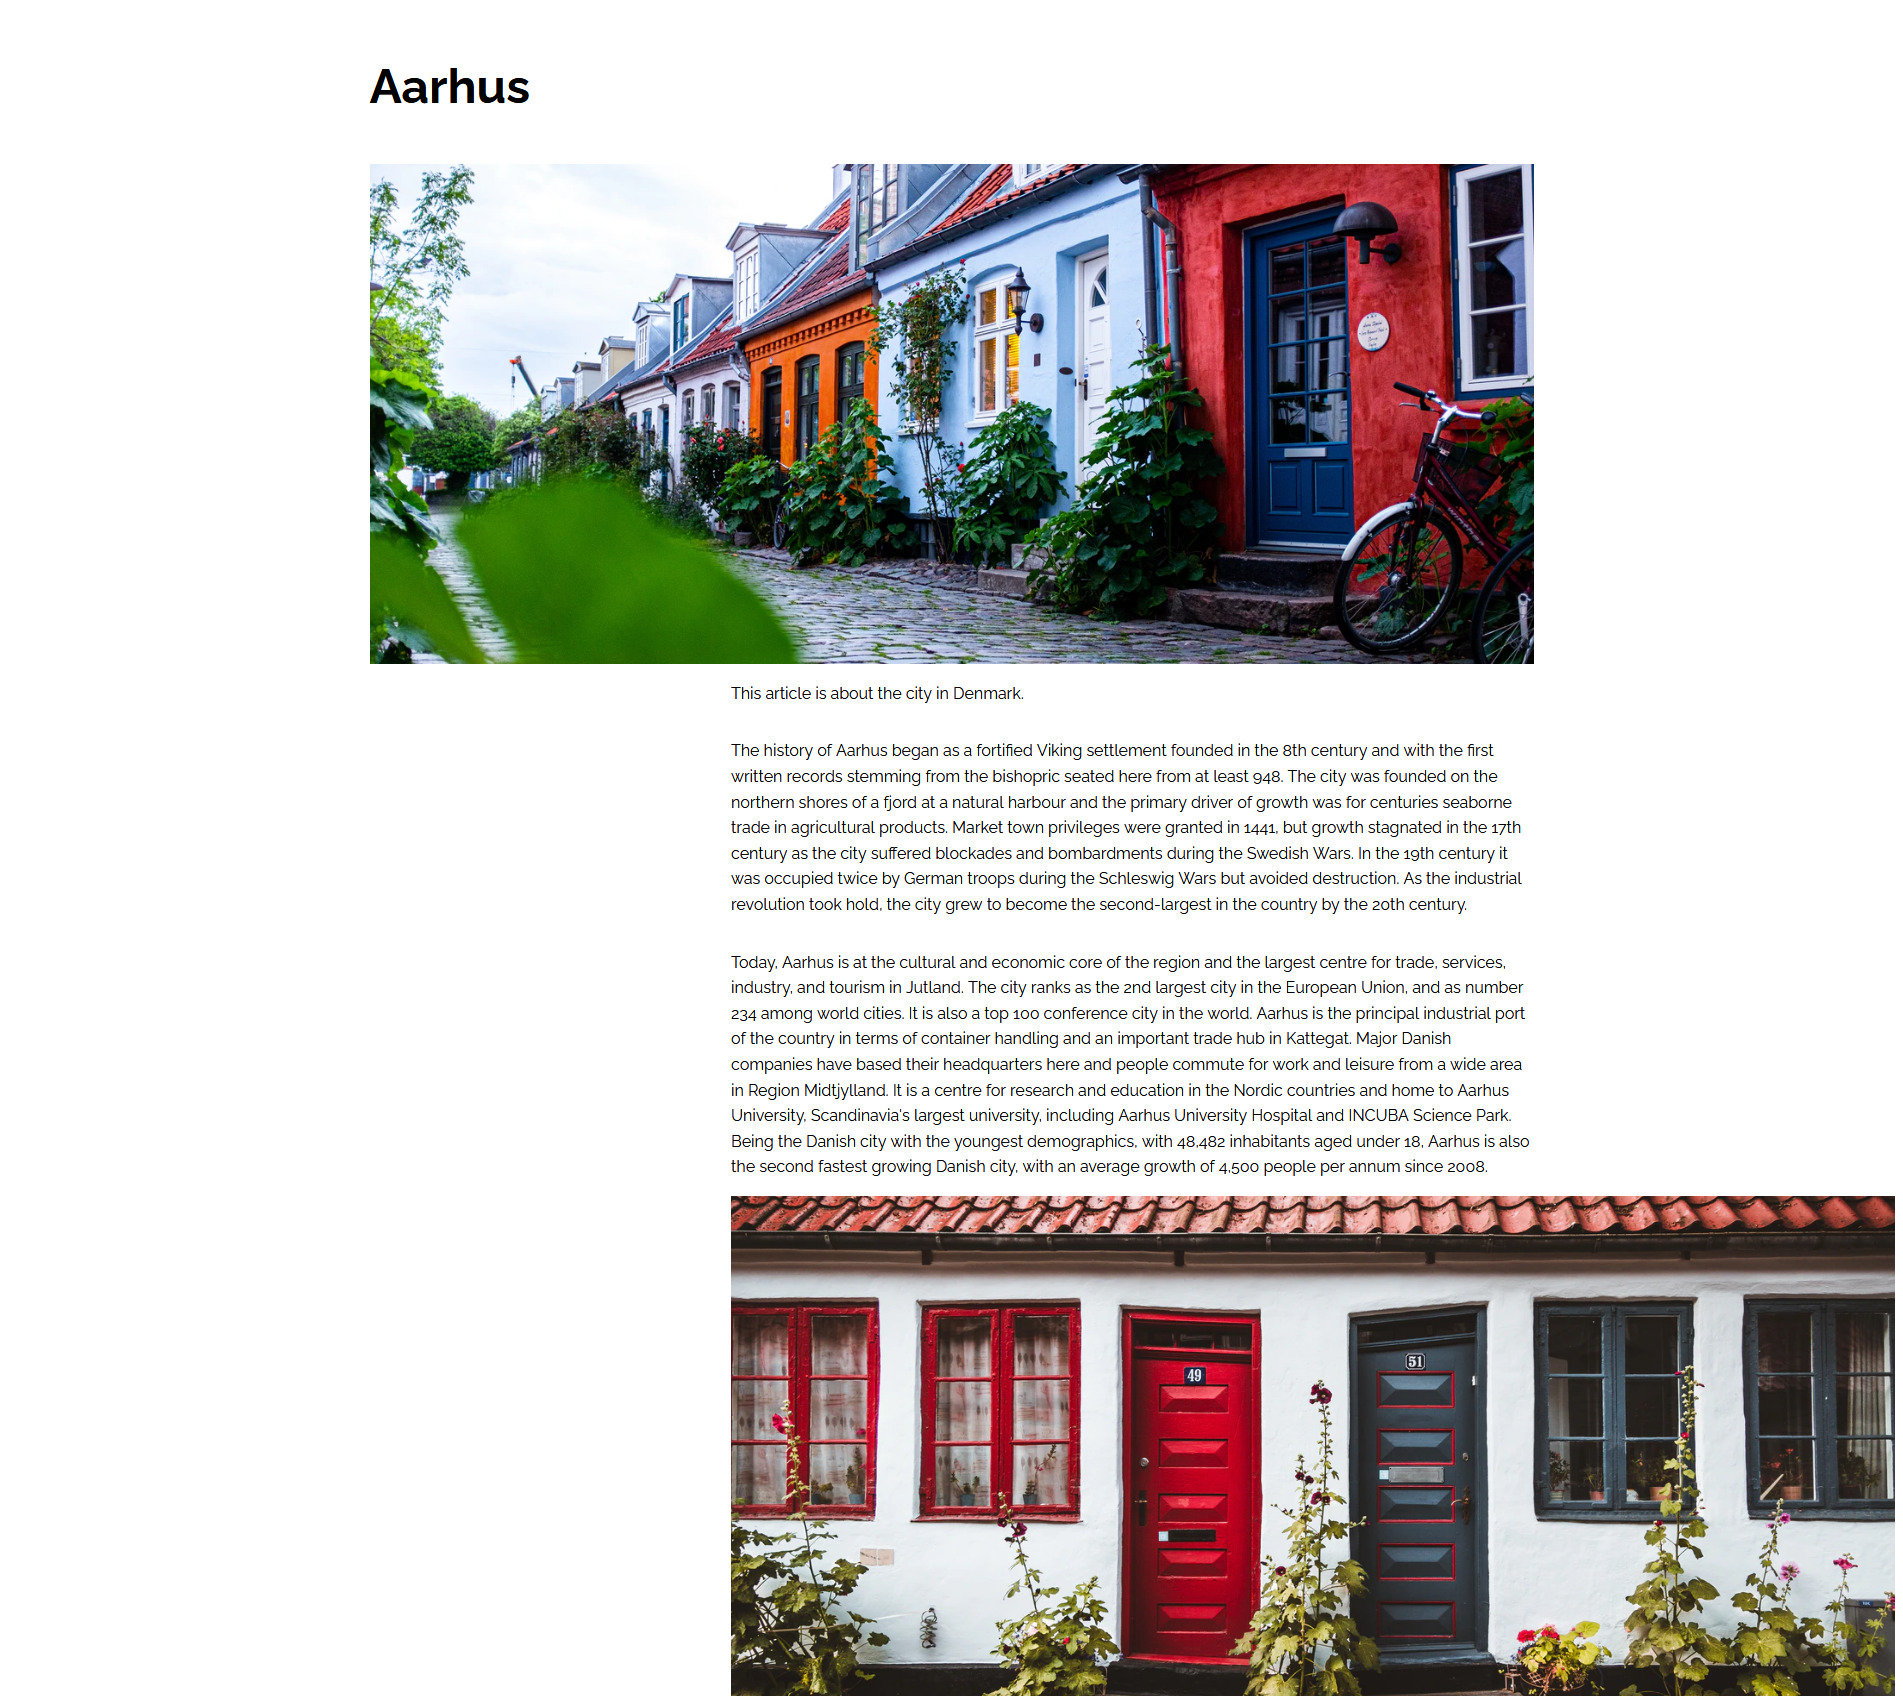 Aarhus
This article is about the city in Denmark.
The history of Aarhus began as a fortified Viking settlement founded in the 8th century and with the first
written records stemming from the bishopric seated here from at least 948. The city was founded on the
northern shores of a fjord at a natural harbour and the primary driver of growth was for centuries seaborne
trade in agricultural products. Market town privileges were granted in 1441, but growth stagnated in the 17th
century as the city suffered blockades and bombardments during the Swedish Wars. In the 19th century it
was occupied twice by German troops during the Schleswig Wars but avoided destruction. As the industrial
revolution took hold, the city grew to become the second-largest in the country by the 20th century.
Today, Aarhus is at the cultural and economic core of the region and the largest centre for trade, services,
industry, and tourism in Jutland. The city ranks as the 2nd largest city in the European Union, and as number
234 among world cities. It is also a top 100 conference city in the world. Aarhus is the principal industrial port
of the country in terms of container handling and an important trade hub in Kattegat. Major Danish
companies have based their headquarters here and people commute for work and leisure from a wide area
in Region Midtjylland. It is a centre for research and education in the Nordic countries and home to Aarhus
University, Scandinavia's largest university, including Aarhus University Hospital and INCUBA Science Park.
Being the Danish city with the youngest demographics, with 48,482 inhabitants aged under 18, Aarhus is also
the second fastest growing Danish city, with an average growth of 4,500 people per annum since 2008.
49
51